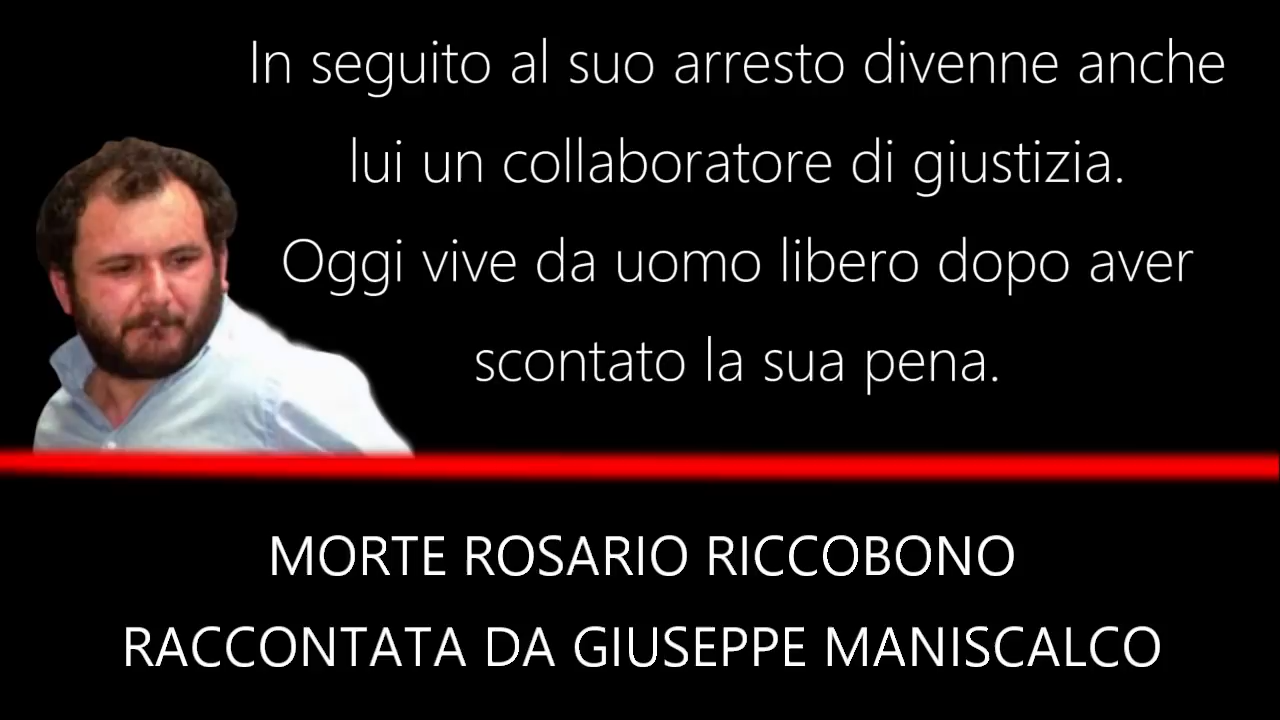 In seguito al suo arresto divenne anche
lui un collaboratore di giustizia.
Oggi vive da uomo libero dopo aver
scontato la sua pena.
MORTE ROSARIO RICCOBONO
RACCONTATA DA GIUSEPPE MANISCALCO